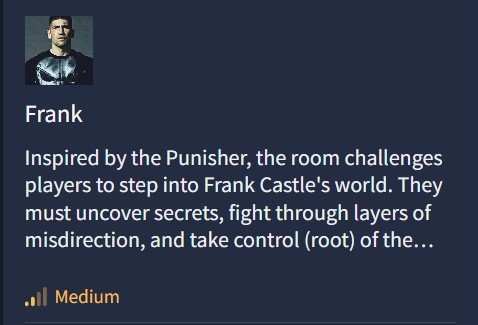 Frank
Inspired by the Punisher, the room challenges
players to step into Frank Castle's world. They
must uncover secrets, fight through layers of
misdirection, and take control (root) of the...
Medium